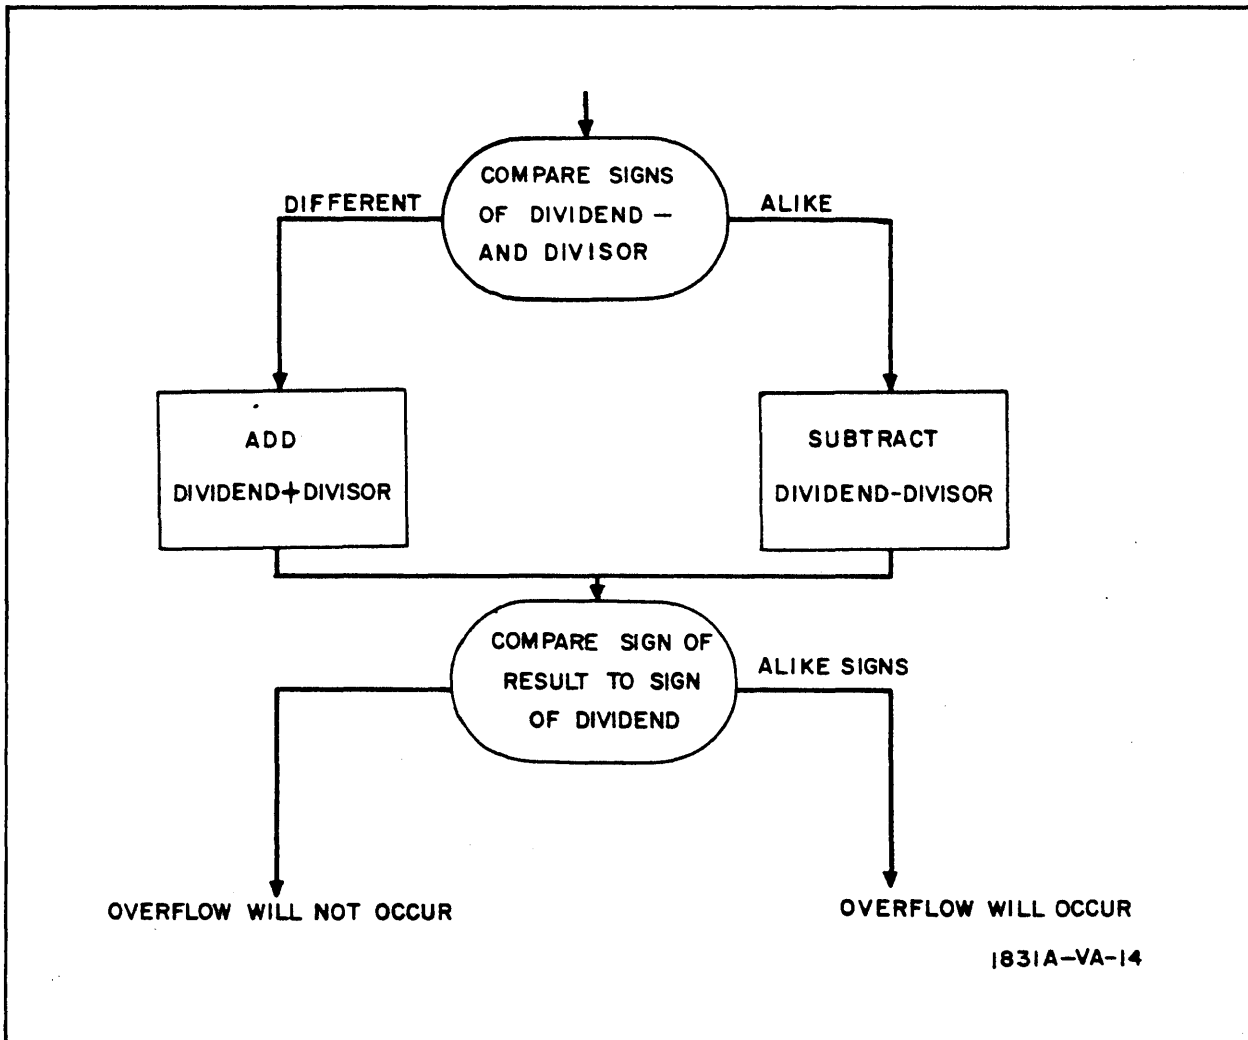 COMPARE SIGNS
OF DIVIDEND —
AND DIVISOR
DIFFERENT
ALIKE
ADD
DIVIDEND+DIVISOR
SUBTRACT
DIVIDEND-DIVISOR
COMPARE SIGN OF
RESULT TO SIGN
OF DIVIDEND
ALIKE SIGNS
OVERFLOW WILL NOT OCCUR
OVERFLOW WILL OCCUR
1831A-VA-14